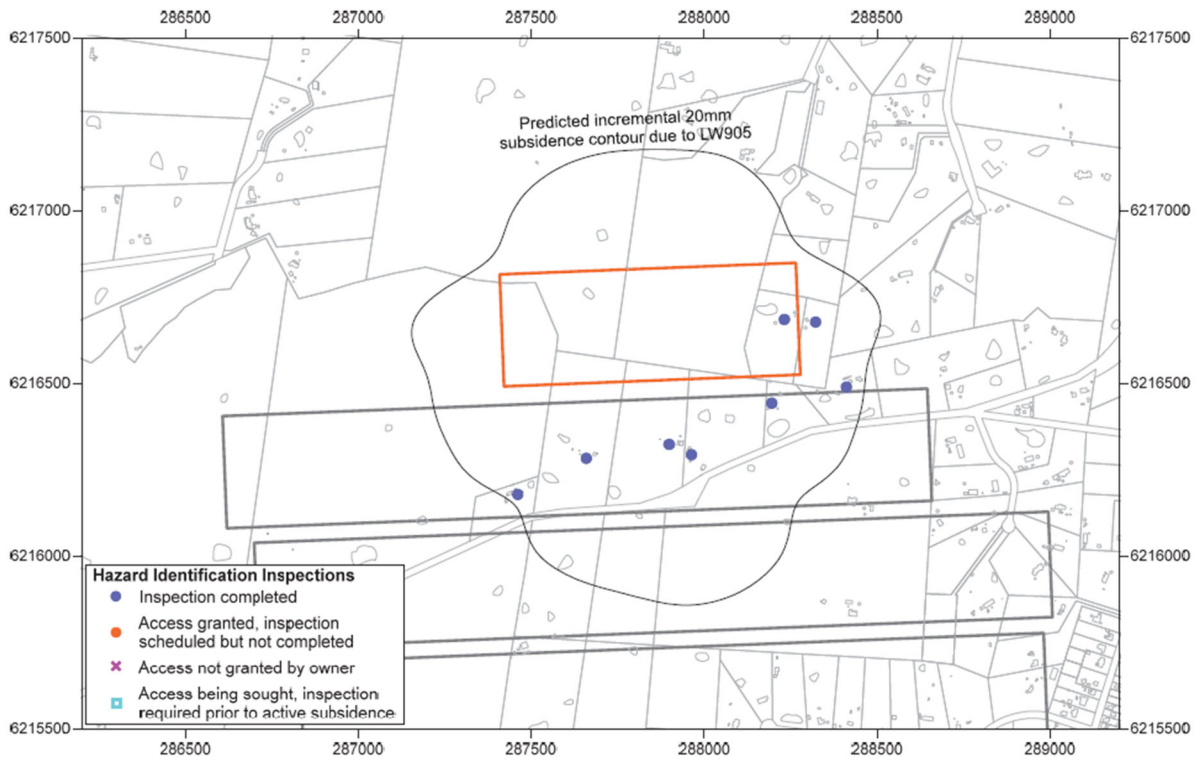 286500 287000 287500 288000 288500 289000
6217500 6217500
Predicted incremental 20mm
subsidence contour due to LW905
6217000 6217000
6216500 6216500
6216000 6216000
Hazard Identification Inspections
Inspection completed
Access granted, inspection
scheduled but not completed
Access not granted by owner
Access being sought, inspection
required prior to active subsidence
6215500 6215500
286500 287000 287500 288000 288500 289000